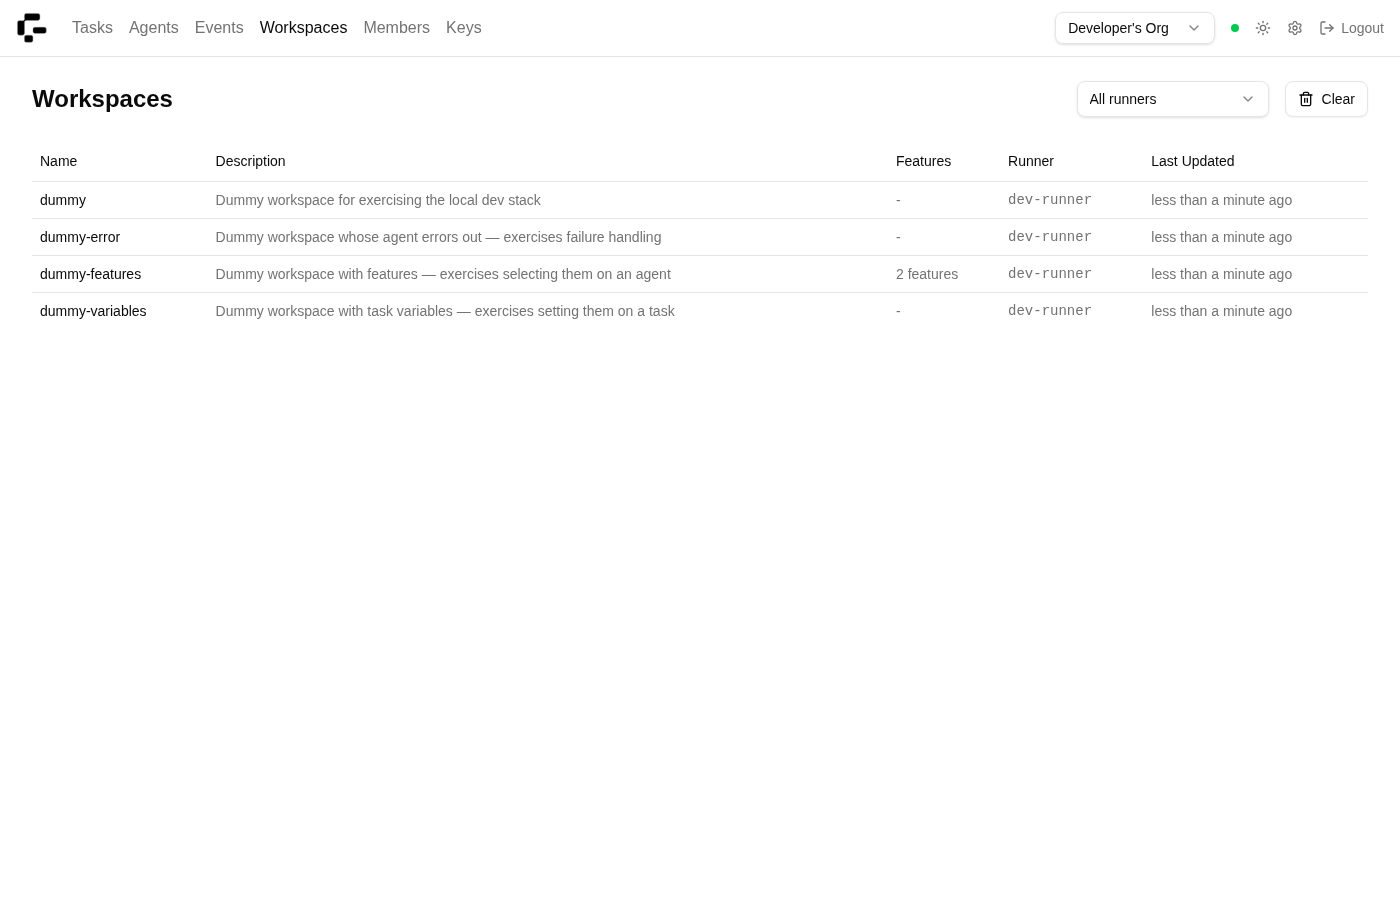 Tasks Agents Events Workspaces Members Keys Developer's Org Logout
Workspaces All runners Clear
Name Description Features Runner Last Updated
dummy Dummy workspace for exercising the local dev stack - dev-runner less than a minute ago
dummy-error Dummy workspace whose agent errors out — exercises failure handling - dev-runner less than a minute ago
dummy-features Dummy workspace with features — exercises selecting them on an agent 2 features dev-runner less than a minute ago
dummy-variables Dummy workspace with task variables — exercises setting them on a task - dev-runner less than a minute ago